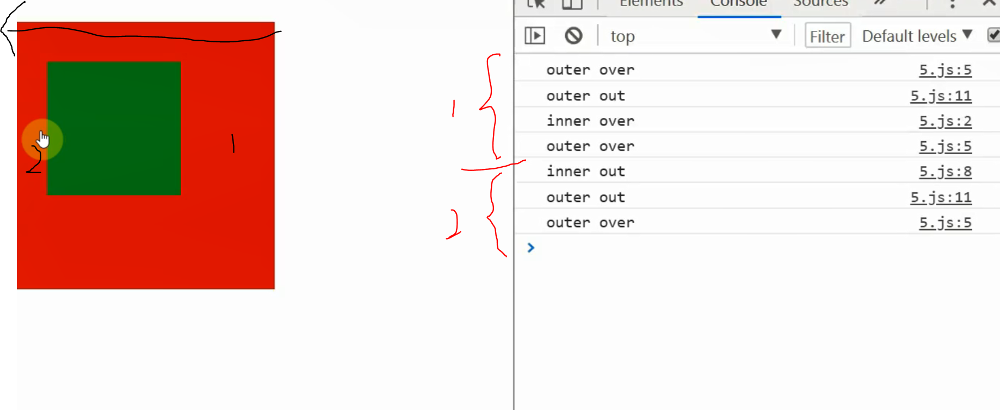 Elements Console Sources
top Filter Default levels
outer over 5.js:5
outer out 5.js:11
inner over 5.js:2
outer over 5.js:5
inner out 5.js:8
outer out 5.js:11
outer over 5.js:5
1
2
1
2